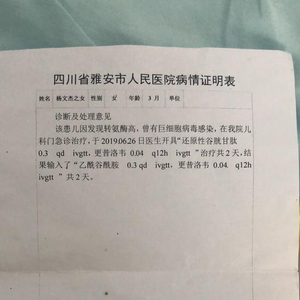 四川省雅安市人民医院病情证明表
姓名 杨文杰之女 性别 女 年龄 3月 单位
诊断及处理意见
该患儿因发现转氨酶高,曾有巨细胞病毒感染,在我院儿
科门急诊治疗,于2019.06.26日医生开具“还原性谷胱甘肽
0.3 qd ivgtt,更昔洛韦 0.04 q12h ivgtt ”治疗共2天,结
果输入了“乙酰谷酰胺 0.3 qd ivgtt,更昔洛韦 0.04. q12h
ivgtt ”共2天。